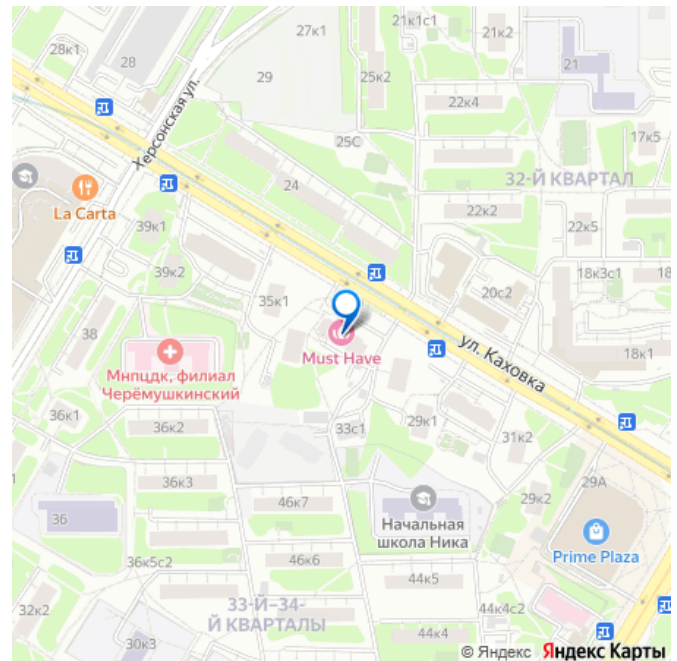 27к1
21к1с1
21к2
28к1
28
Херсонская ул.
29
25к2
21
22к4
17к5
25С
32-Й КВАРТАЛ
La Carta
24
39к1
22к2
22к5
39к2
18к3с1
18
35к1
20с2
38
Must Have
ул. Каховка
18к1
Мнпцдк, филиал
Черёмушкинский
36к1
36к2
33с1
29к1
31к2
36к3
29А
46к7
29к2
36
Начальная
школа Ника
Prime Plaza
36к5с2
46к6
44к5
32к2
33-Й–34-
Й КВАРТАЛЫ
44к4с2
30к3
44к4
© Яндекс Яндекс Карты